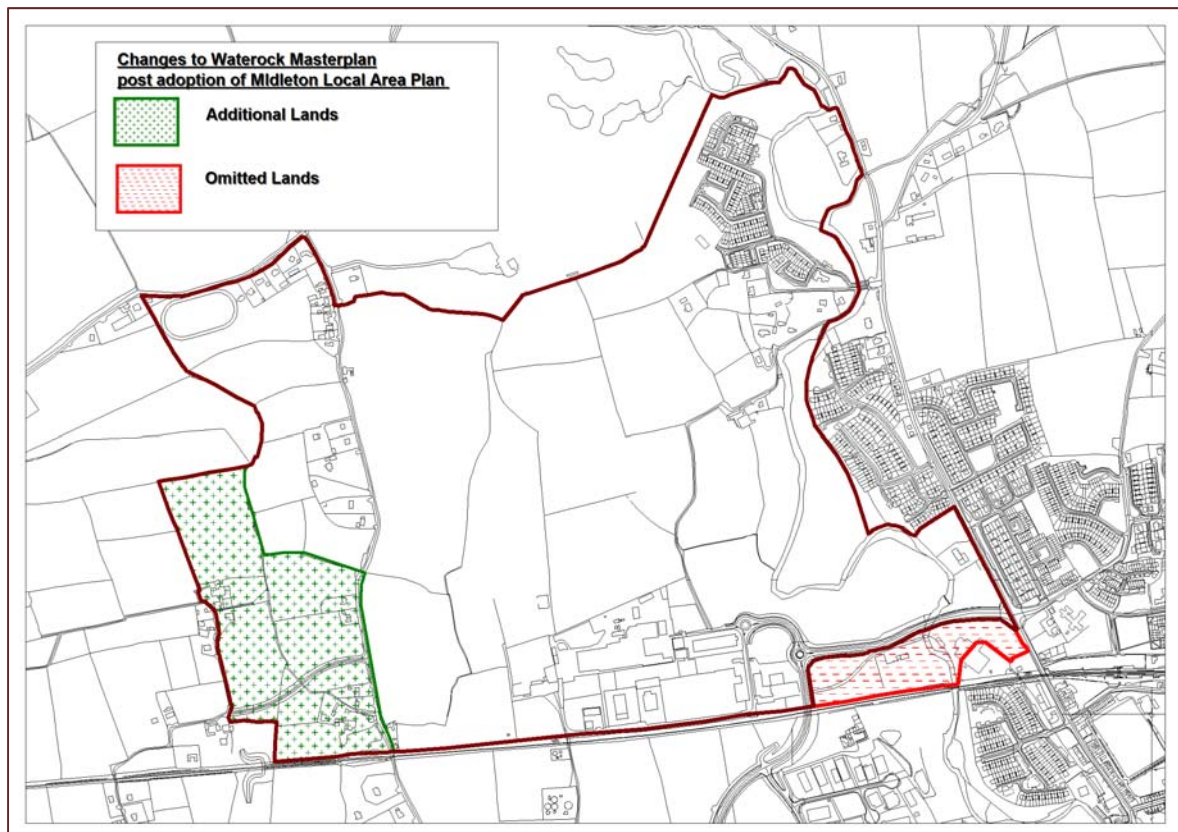 Changes to Waterock Masterplan
post adoption of MIdleton Local Area Plan
Additional Lands
Omitted Lands